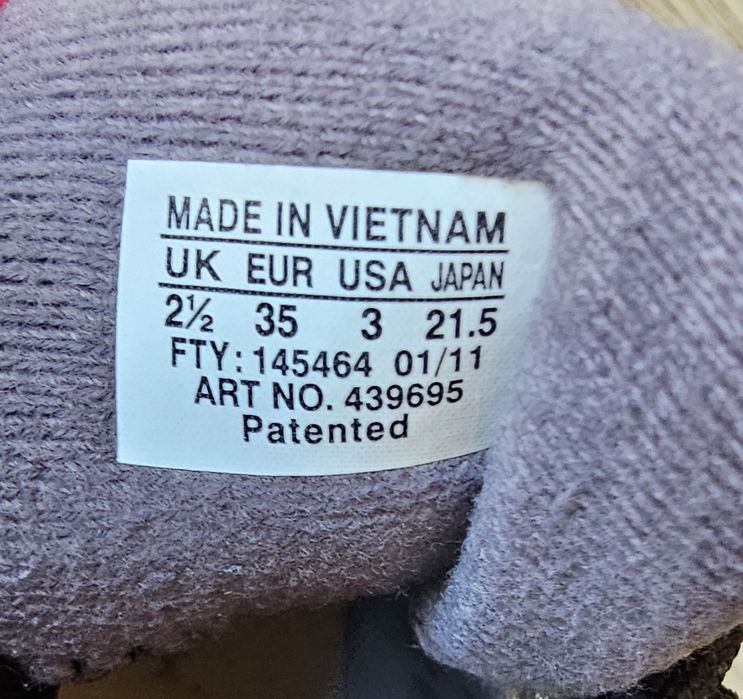 MADE IN VIETNAM
UK EUR USA JAPAN
2½ 35 3 21.5
FTY: 145464 01/11
ART NO. 439695
Patented